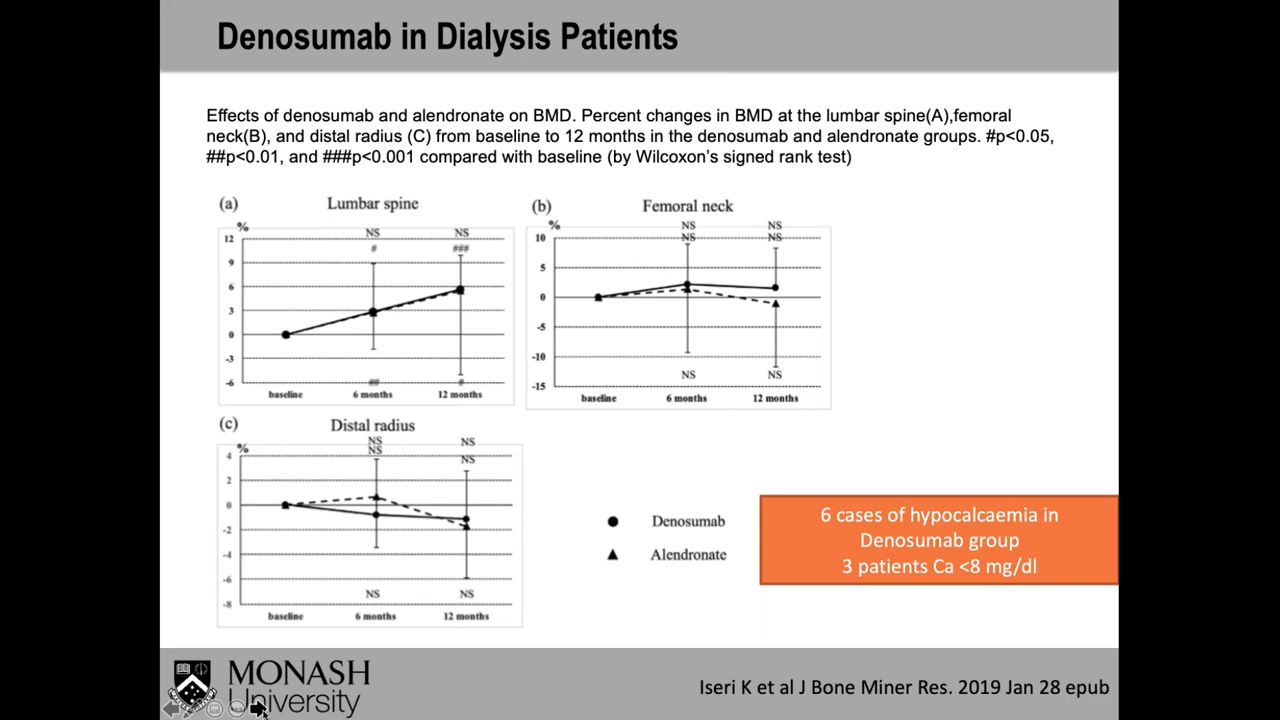 Denosumab in Dialysis Patients
Effects of denosumab and alendronate on BMD. Percent changes in BMD at the lumbar spine(A),femoral
neck(B), and distal radius (C) from baseline to 12 months in the denosumab and alendronate groups. #p<0.05,
##p<0.01, and ###p<0.001 compared with baseline (by Wilcoxon's signed rank test)
(a) Lumbar spine
%
NS NS
# ###
12
9
6
3
0
-3
-6
## #
baseline 6 months 12 months
(b) Femoral neck
%
NS NS
NS NS
10
5
0
-5
-10
-15
NS NS
baseline 6 months 12 months
(c) Distal radius
%
NS NS
NS NS
4
2
0
-2
-4
-6
-8
NS NS
baseline 6 months 12 months
Denosumab
Alendronate
6 cases of hypocalcaemia in
Denosumab group
3 patients Ca <8 mg/dl
MONASH
University
Iseri K et al J Bone Miner Res. 2019 Jan 28 epub